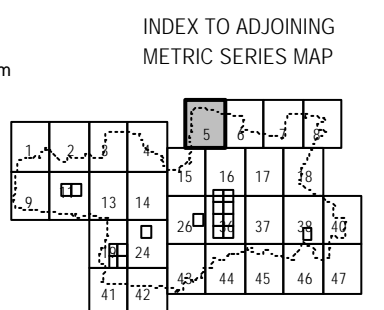 INDEX TO ADJOINING
METRIC SERIES MAP
m
5 6 7 8
1 2 3 4
15 16 17 18
9 11 13 14
26 36 37 38 40
19 24
43 44 45 46 47
41 42